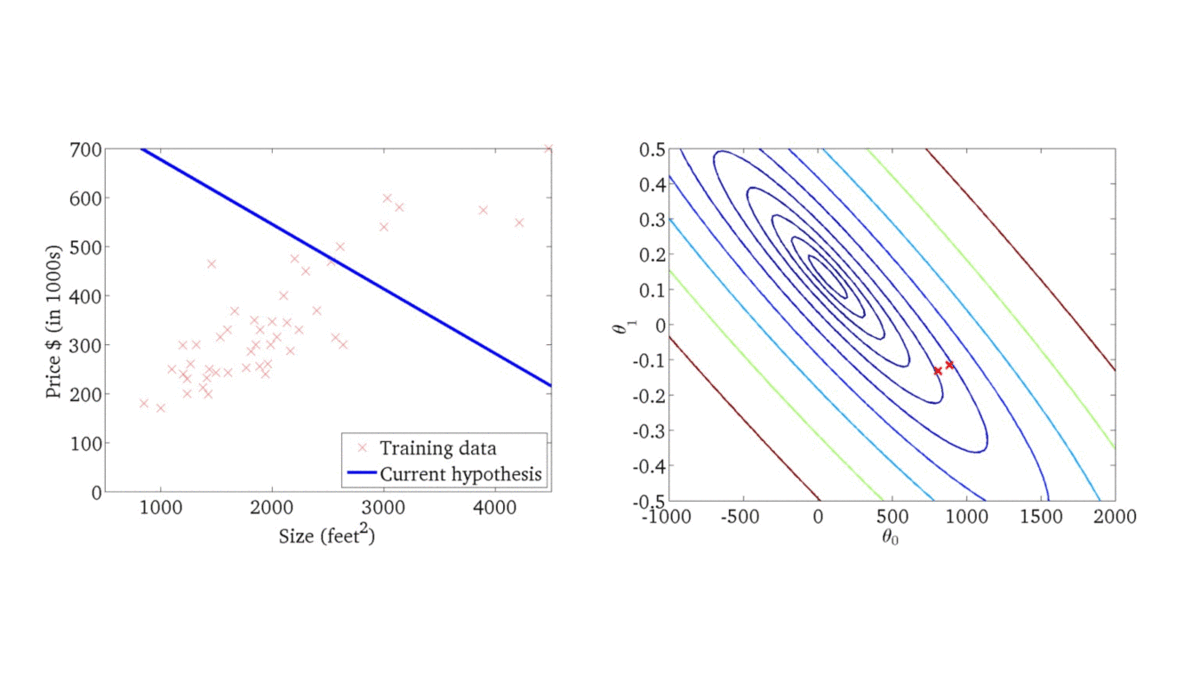 700
600
500
400
300
200
100
0
Price $ (in 1000s)
1000 2000 3000 4000
Size (feet²)
Training data
Current hypothesis
0.5
0.4
0.3
0.2
0.1
0
-0.1
-0.2
-0.3
-0.4
-0.5
θ₁
-1000 -500 0 500 1000 1500 2000
θ₀